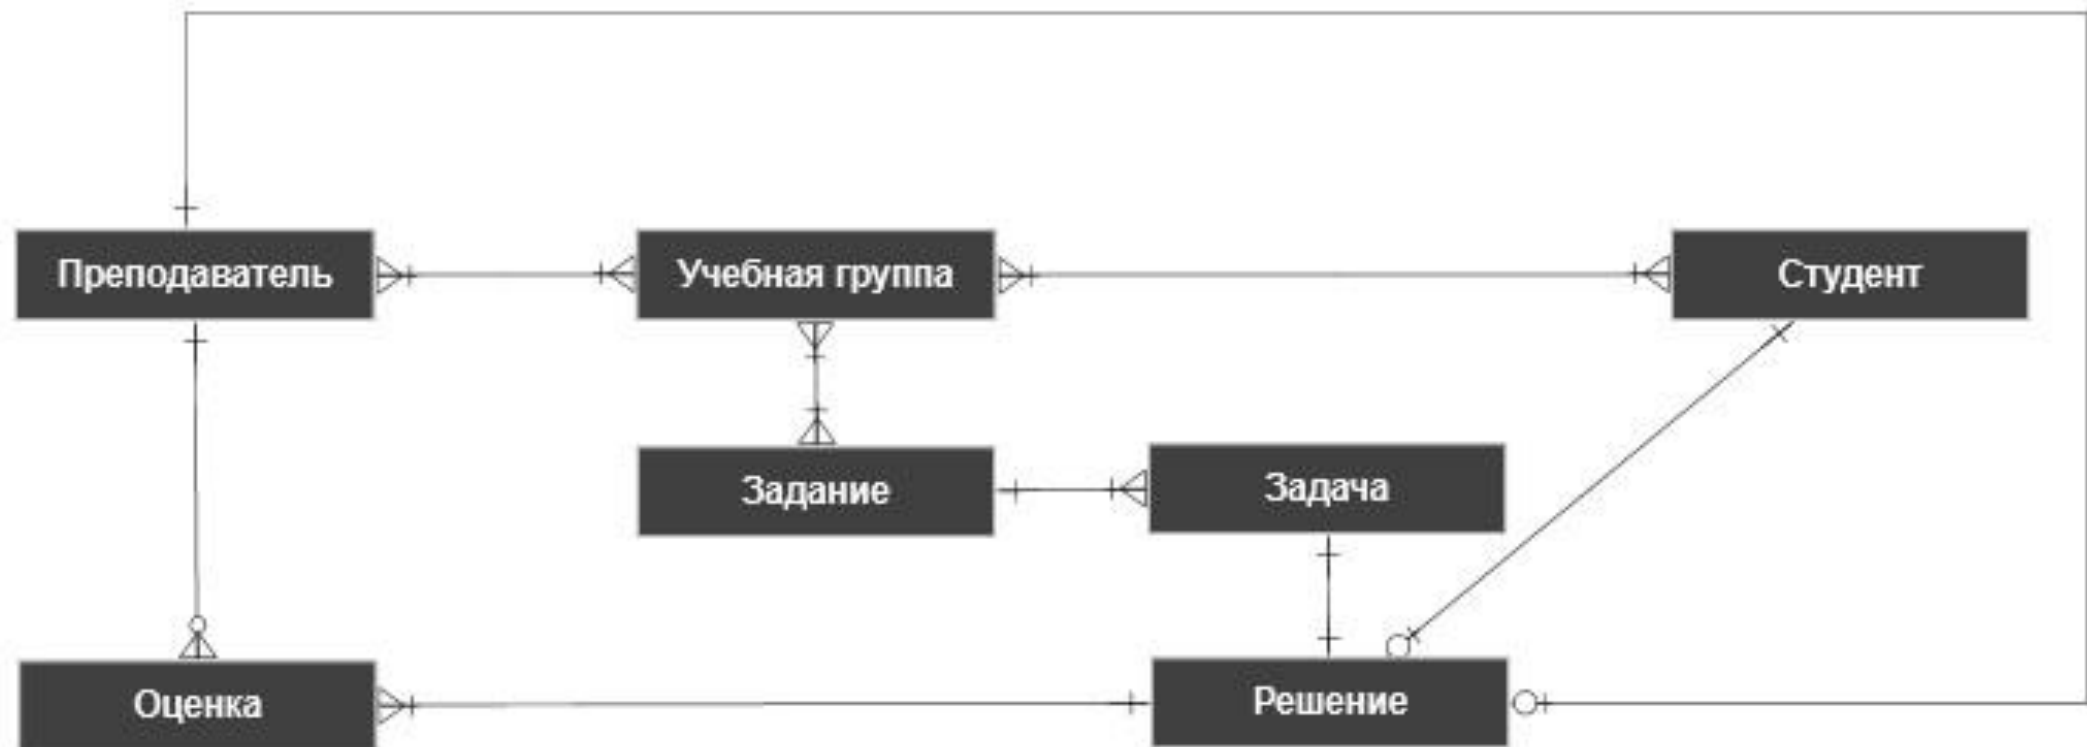 Преподаватель
Учебная группа
Студент
Задание
Задача
Оценка
Решение